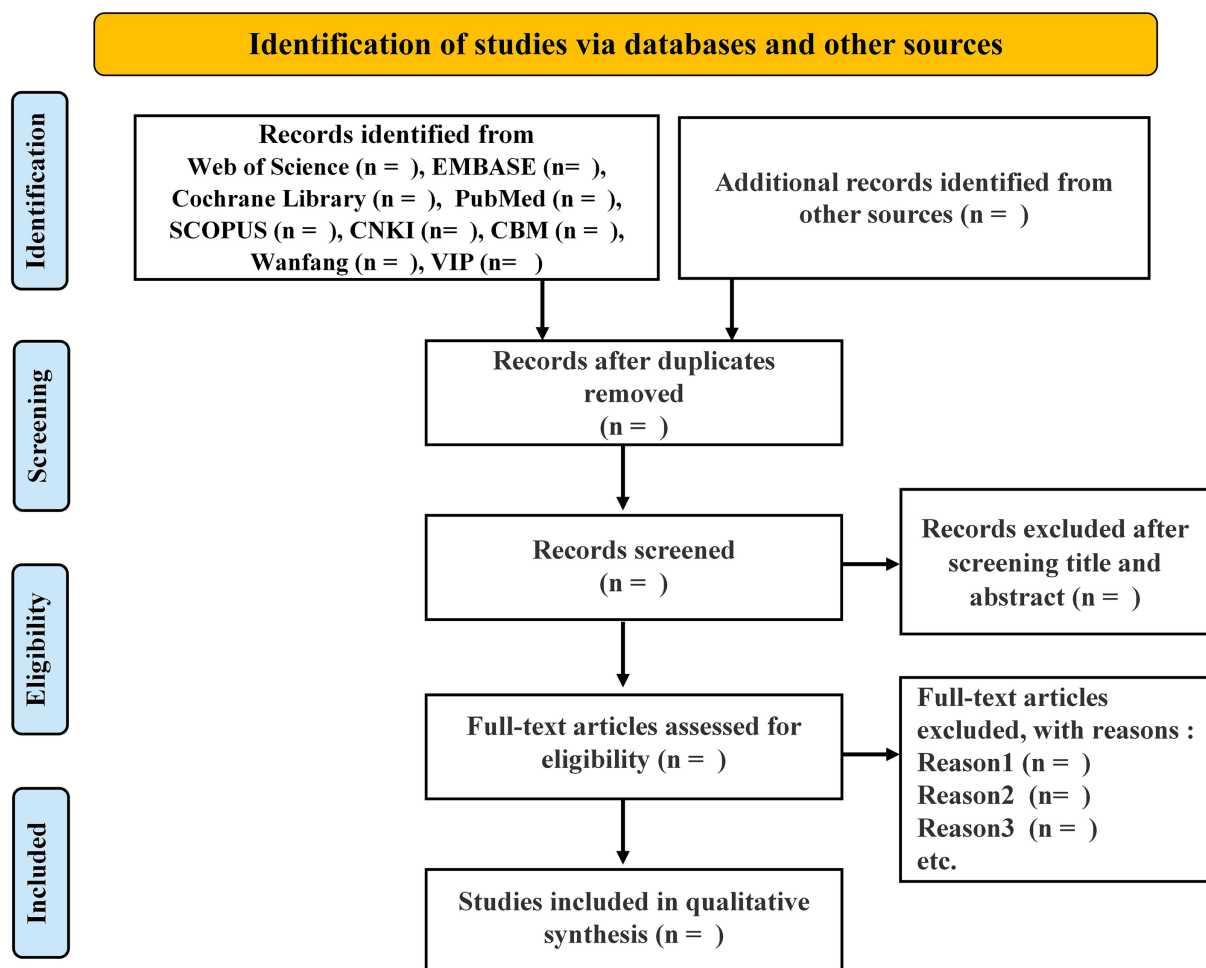 Identification of studies via databases and other sources
Identification
Records identified from
Web of Science (n =  ), EMBASE (n=  ),
Cochrane Library (n =  ),  PubMed (n =  ),
SCOPUS (n =  ), CNKI (n=  ), CBM (n =  ),
Wanfang (n =  ), VIP (n=   )
Additional records identified from
other sources (n =  )
Screening
Records after duplicates
removed
(n =  )
Records screened
(n =  )
Records excluded after
screening title and
abstract (n =  )
Eligibility
Full-text articles assessed for
eligibility (n =  )
Full-text articles
excluded, with reasons :
Reason1 (n =  )
Reason2  (n=  )
Reason3  (n =  )
etc.
Included
Studies included in qualitative
synthesis (n =  )